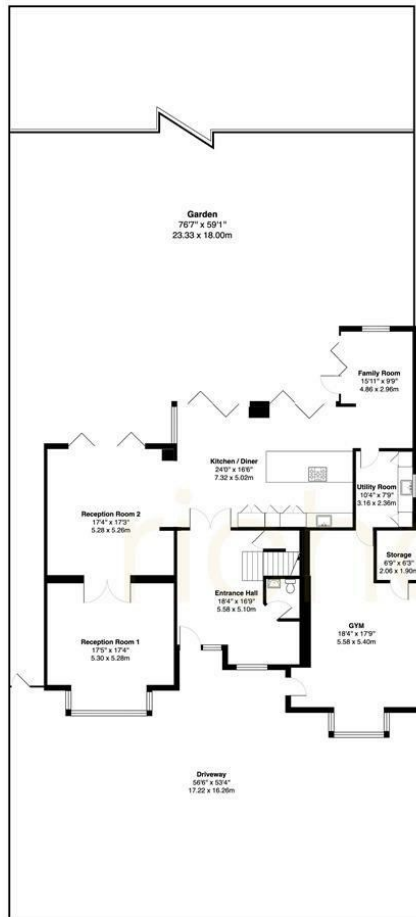 Garden
76'7" x 59'1"
23.33 x 18.00m
Family Room
15'11" x 9'9"
4.86 x 2.96m
Kitchen / Diner
24'0" x 16'6"
7.32 x 5.02m
Utility Room
10'4" x 7'9"
3.16 x 2.36m
Reception Room 2
17'4" x 17'3"
5.28 x 5.26m
Storage
6'9" x 6'3"
2.06 x 1.90m
Entrance Hall
18'4" x 16'9"
5.58 x 5.10m
GYM
18'4" x 17'9"
5.58 x 5.40m
Reception Room 1
17'5" x 17'4"
5.30 x 5.28m
Driveway
56'6" x 53'4"
17.22 x 16.26m